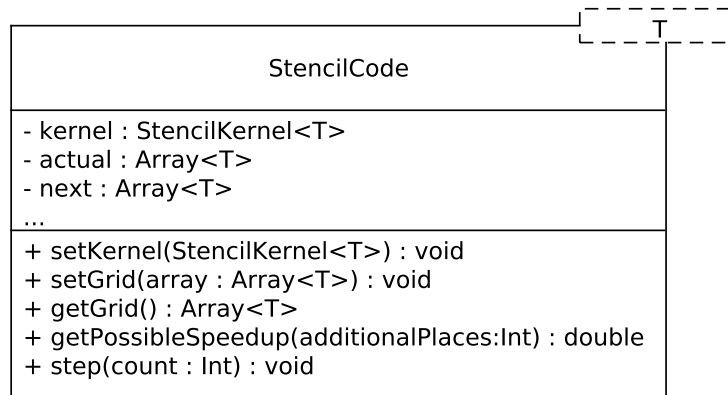 T
StencilCode
- kernel : StencilKernel<T>
- actual : Array<T>
- next : Array<T>
...
+ setKernel(StencilKernel<T>) : void
+ setGrid(array : Array<T>) : void
+ getGrid() : Array<T>
+ getPossibleSpeedup(additionalPlaces:Int) : double
+ step(count : Int) : void